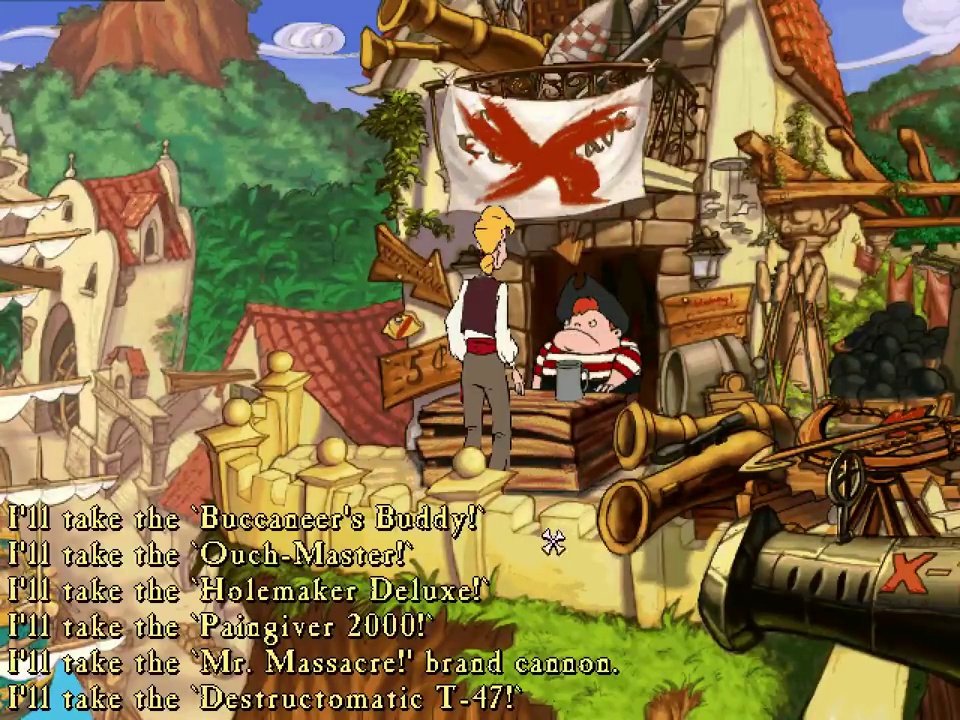 -5¢
X-
I'll take the `Buccaneer's Buddy!`
I'll take the `Ouch-Master!`
I'll take the `Holemaker Deluxe!`
I'll take the `Paingiver 2000!`
I'll take the `Mr. Massacre!' brand cannon.
I'll take the `Destructomatic T-47!`